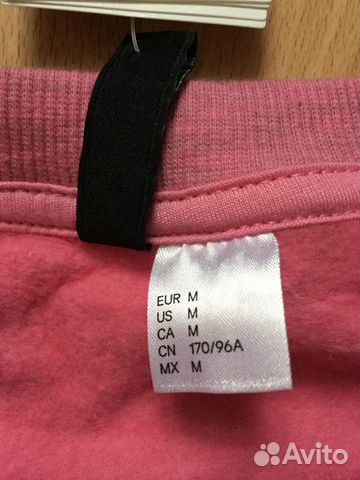 EUR M
US M
CA M
CN 170/96A
MX M
Avito